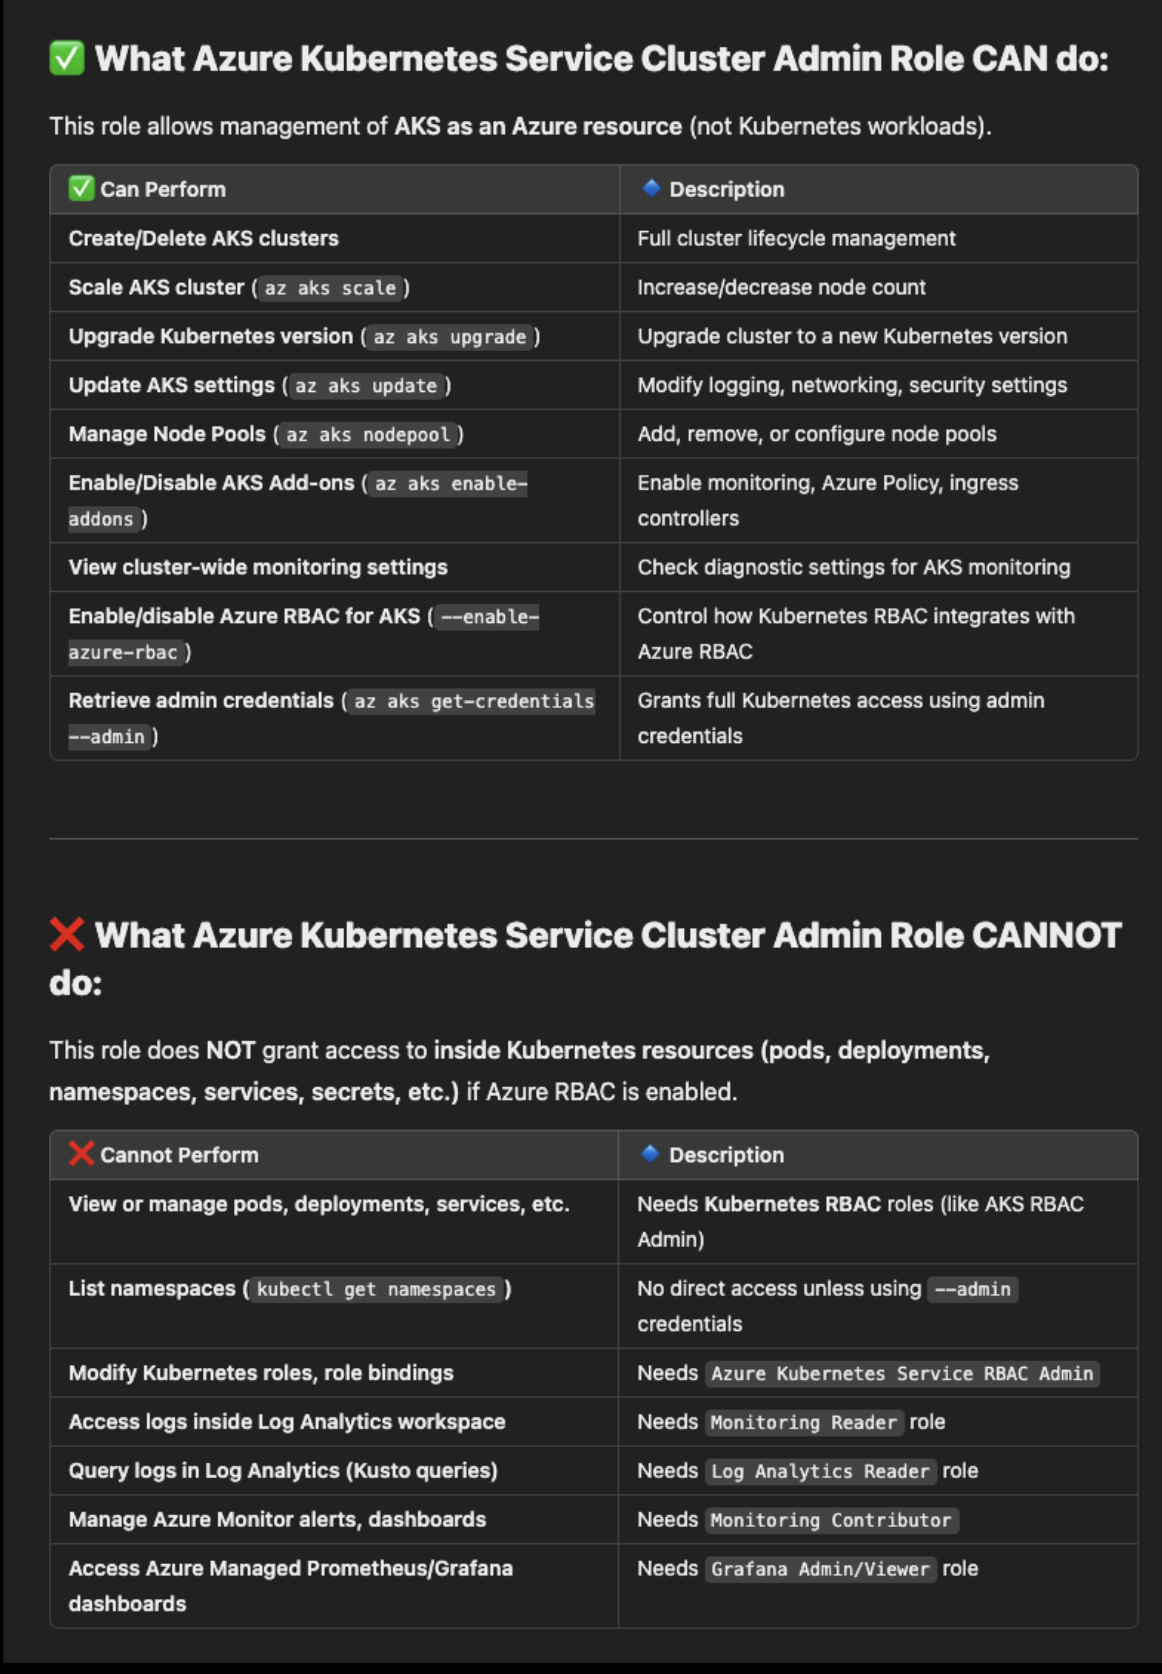 ✅ What Azure Kubernetes Service Cluster Admin Role CAN do:
This role allows management of AKS as an Azure resource (not Kubernetes workloads).
✅ Can Perform
🔹 Description
Create/Delete AKS clusters
Full cluster lifecycle management
Scale AKS cluster (az aks scale)
Increase/decrease node count
Upgrade Kubernetes version (az aks upgrade)
Upgrade cluster to a new Kubernetes version
Update AKS settings (az aks update)
Modify logging, networking, security settings
Manage Node Pools (az aks nodepool)
Add, remove, or configure node pools
Enable/Disable AKS Add-ons (az aks enable-
addons)
Enable monitoring, Azure Policy, ingress
controllers
View cluster-wide monitoring settings
Check diagnostic settings for AKS monitoring
Enable/disable Azure RBAC for AKS (--enable-
azure-rbac)
Control how Kubernetes RBAC integrates with
Azure RBAC
Retrieve admin credentials (az aks get-credentials
--admin)
Grants full Kubernetes access using admin
credentials
❌ What Azure Kubernetes Service Cluster Admin Role CANNOT
do:
This role does NOT grant access to inside Kubernetes resources (pods, deployments,
namespaces, services, secrets, etc.) if Azure RBAC is enabled.
❌ Cannot Perform
🔹 Description
View or manage pods, deployments, services, etc.
Needs Kubernetes RBAC roles (like AKS RBAC
Admin)
List namespaces (kubectl get namespaces)
No direct access unless using --admin
credentials
Modify Kubernetes roles, role bindings
Needs Azure Kubernetes Service RBAC Admin
Access logs inside Log Analytics workspace
Needs Monitoring Reader role
Query logs in Log Analytics (Kusto queries)
Needs Log Analytics Reader role
Manage Azure Monitor alerts, dashboards
Needs Monitoring Contributor
Access Azure Managed Prometheus/Grafana
dashboards
Needs Grafana Admin/Viewer role